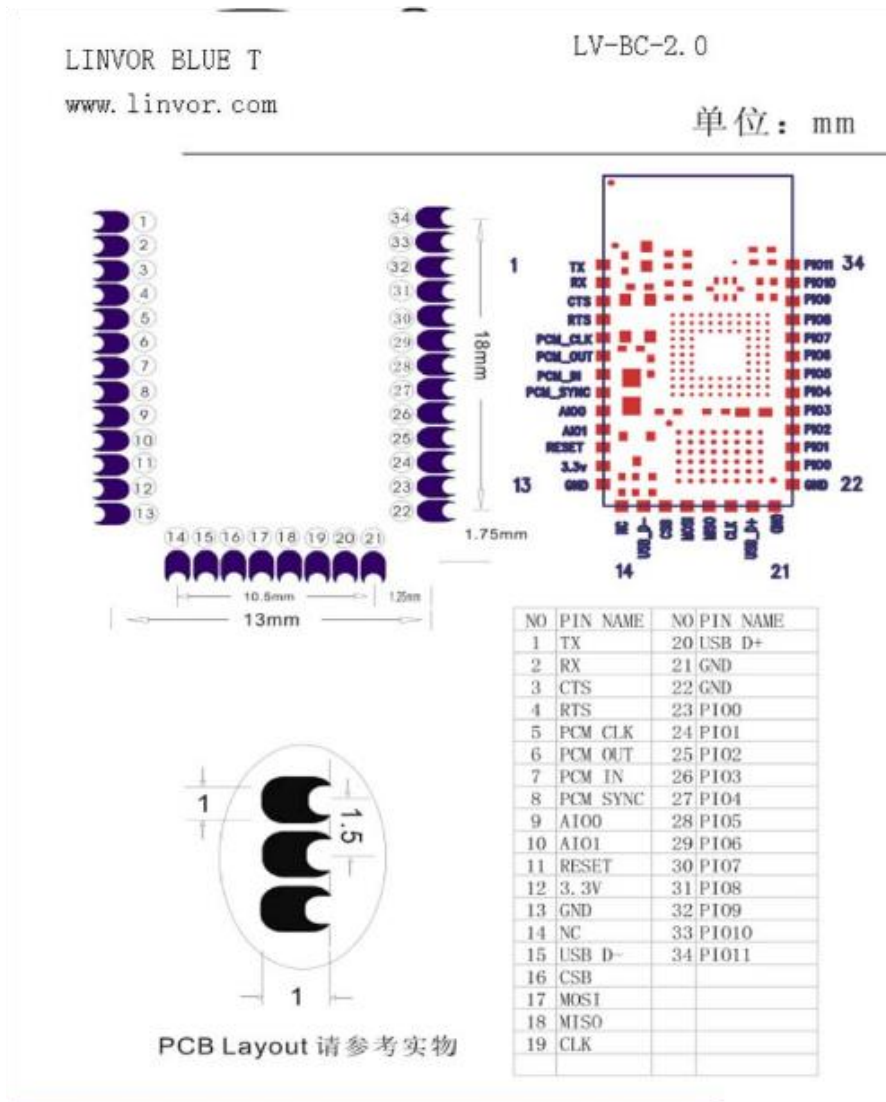 LINVOR BLUE T
www.linvor.com
LV-BC-2.0
单位：mm
1
2
3
4
5
6
7
8
9
10
11
12
13
34
33
32
31
30
29
28
27
26
25
24
23
22
14 15 16 17 18 19 20 21
18mm
1.75mm
10.5mm
1.25mm
13mm
1
34
13
22
14
21
TX
RX
CTS
RTS
PCM_CLK
PCM_OUT
PCM_IN
PCM_SYNC
AIO0
AIO1
RESET
3.3v
GND
PIO11
PIO10
PIO9
PIO8
PIO7
PIO6
PIO5
PIO4
PIO3
PIO2
PIO1
PIO0
GND
NC
USB_D-
CSB
MOSI
MISO
CLK
USB_D+
GND
NO PIN NAME NO PIN NAME
1 TX 20 USB D+
2 RX 21 GND
3 CTS 22 GND
4 RTS 23 PIO0
5 PCM CLK 24 PIO1
6 PCM OUT 25 PIO2
7 PCM IN 26 PIO3
8 PCM SYNC 27 PIO4
9 AIO0 28 PIO5
10 AIO1 29 PIO6
11 RESET 30 PIO7
12 3.3V 31 PIO8
13 GND 32 PIO9
14 NC 33 PIO10
15 USB D- 34 PIO11
16 CSB
17 MOSI
18 MISO
19 CLK
1
1.5
1
PCB Layout 请参考实物